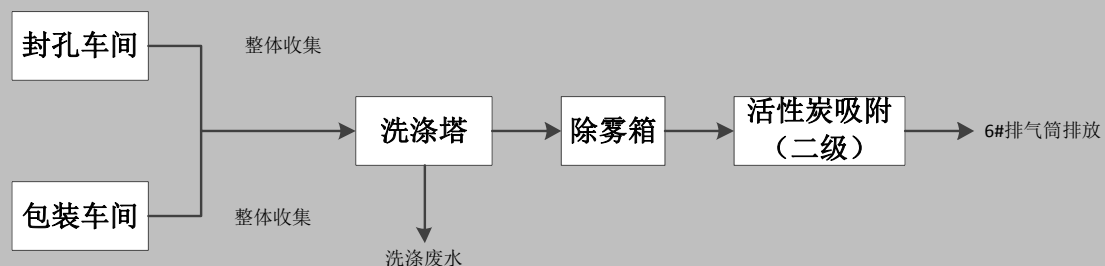 封孔车间
整体收集
洗涤塔
除雾箱
活性炭吸附
（二级）
6#排气筒排放
包装车间
整体收集
洗涤废水